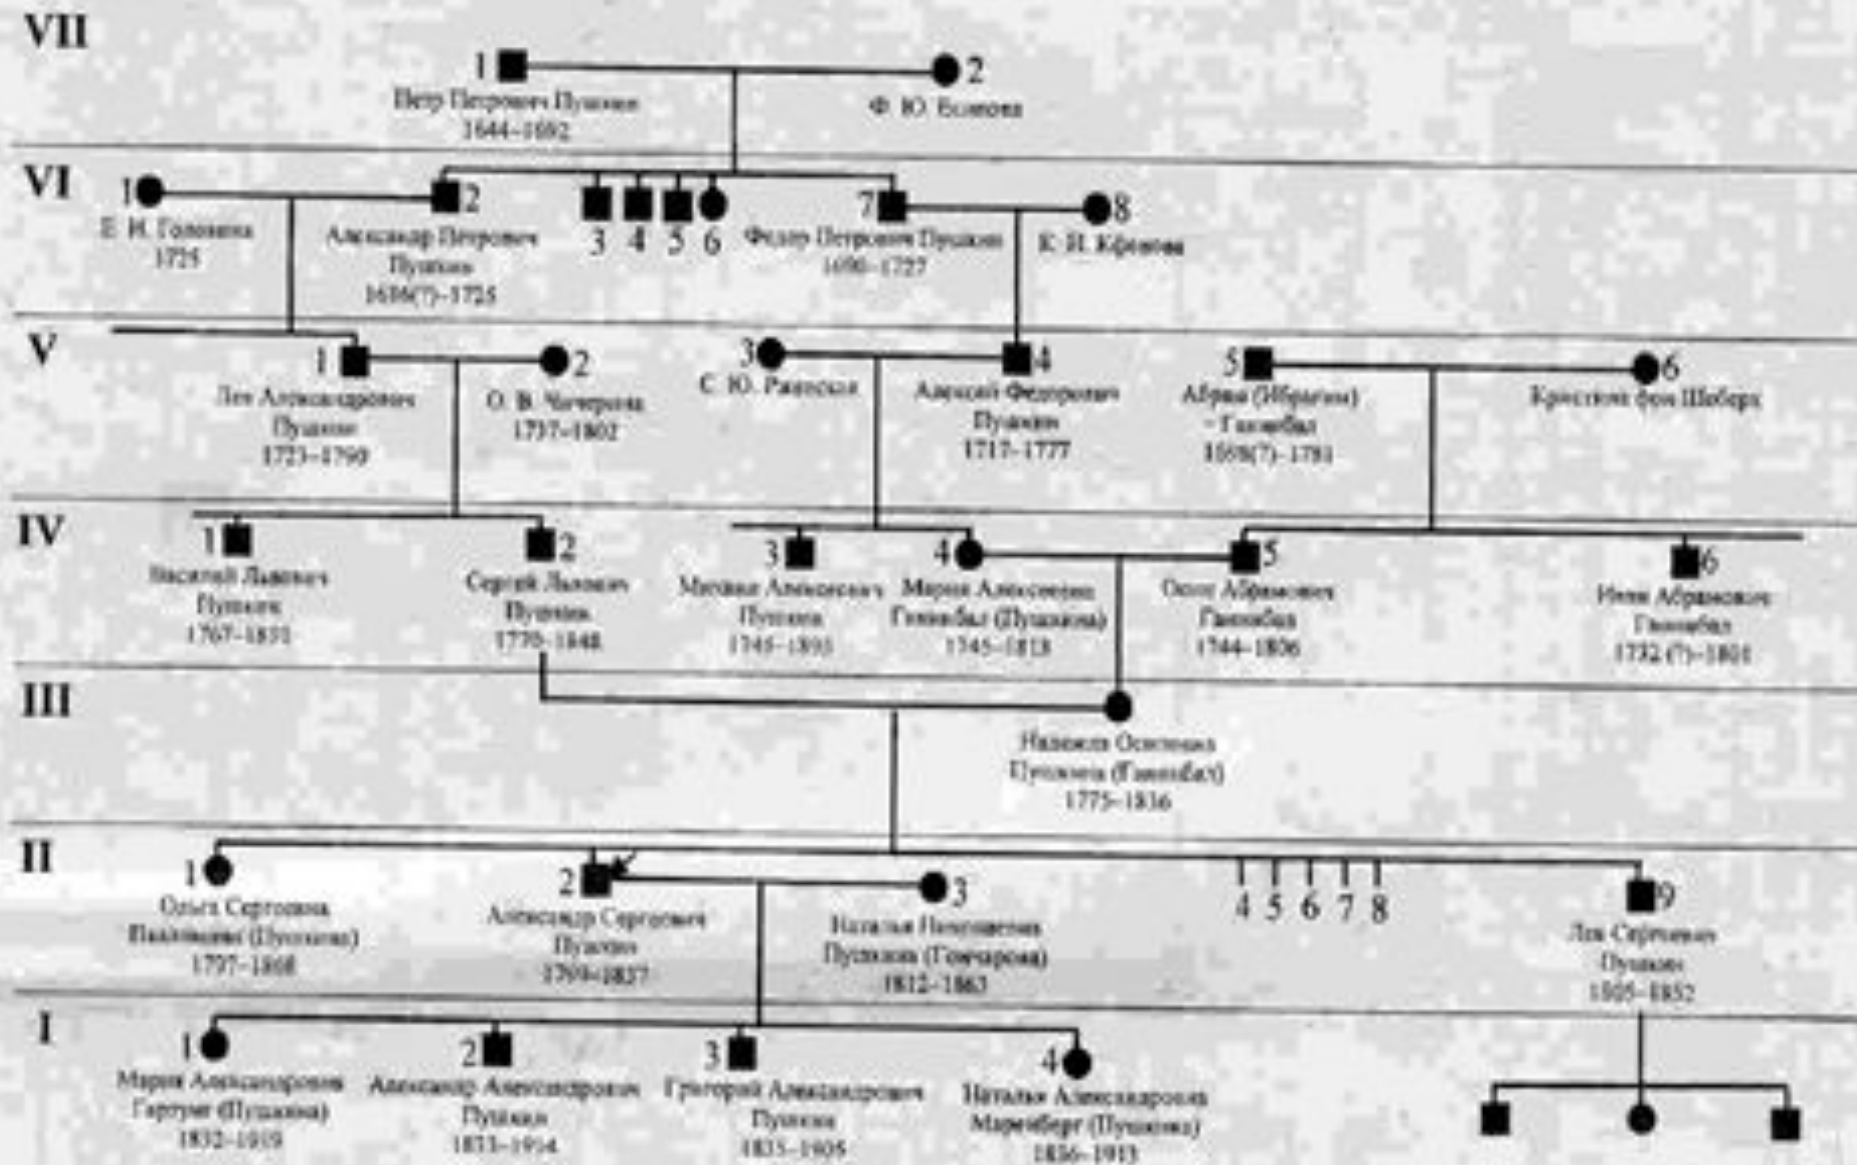 VII
1
2
Петр Петрович Пушкин
1644–1692
Ф. Ю.
VI
1
2
3
4
5
6
7
8
Е. И. Головина
1725
Александр Петрович
Пушкин
1686(?)–1725
Федор Петрович Пушкин
1690–1727
К. И.
V
1
2
3
4
5
6
Лев Александрович
Пушкин
1723–1790
О. В. Чичерина
1737–1802
С. Ю. Ржевская
Алексей Федорович
Пушкин
1717–1777
Абрам (Ибрагим)
Ганнибал
1698(?)–1781
Кристина фон Шеберх
IV
1
2
3
4
5
6
Василий Львович
Пушкин
Сергей Львович
Пушкин
1770–1848
Михаил Алексеевич
Пушкин
Мария Алексеевна
Ганнибал (Пушкина)
1745–1818
Осип Абрамович
Ганнибал
1744–1806
Иван Абрамович
Ганнибал
1732 (?)–1801
III
Надежда Осиповна
Пушкина (Ганнибал)
1775–1836
II
1
2
3
4
5
6
7
8
9
Ольга Сергеевна
Павлищева (Пушкина)
1797–1868
Александр Сергеевич
Пушкин
1799–1837
Наталья Николаевна
Пушкина (Гончарова)
1812–1863
Лев Сергеевич
Пушкин
1805–1852
I
1
2
3
4
Мария Александровна
Гартунг (Пушкина)
1832–1919
Александр Александрович
Пушкин
1833–1914
Григорий Александрович
Пушкин
1835–1905
Наталья Александровна
Меренберг (Пушкина)
1836–1913